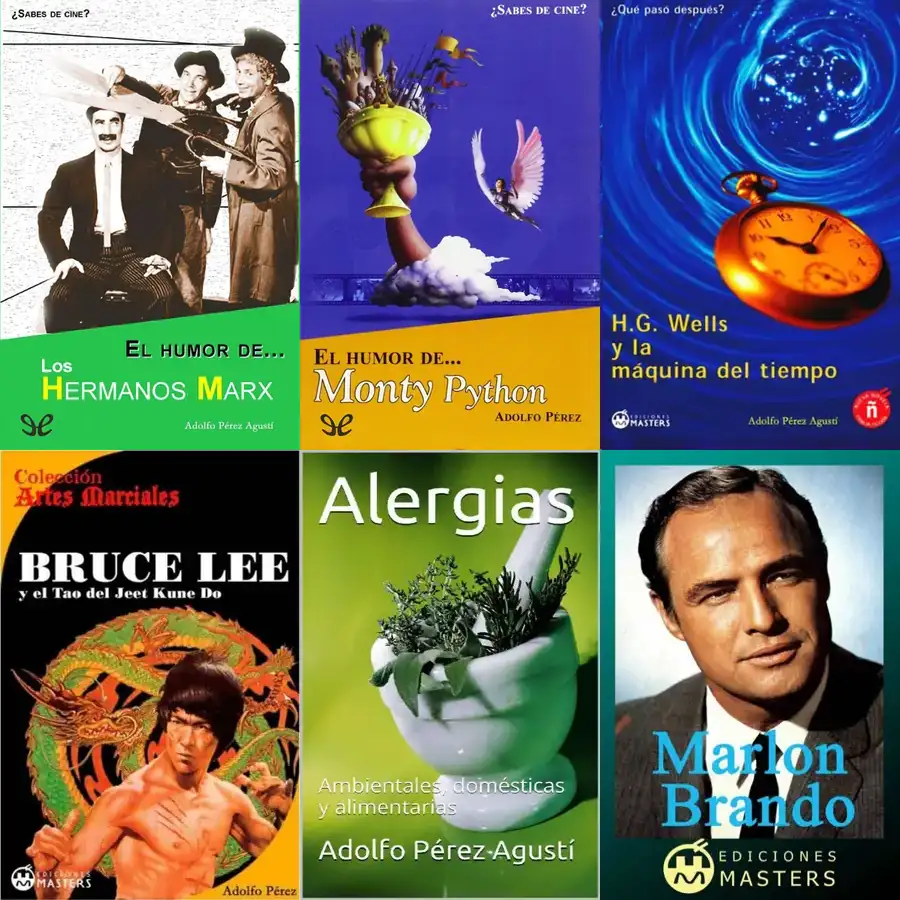 ¿SABES DE CINE?
EL HUMOR DE...
LOS
HERMANOS MARX
Adolfo Pérez Agustí
¿SABES DE CINE?
EL HUMOR DE...
Monty Python
ADOLFO PÉREZ
¿Qué pasó después?
H.G. Wells
y la
máquina del tiempo
EDICIONES
MASTERS
Adolfo Pérez Agustí
ñ
Colección
Artes Marciales
BRUCE LEE
y el Tao del Jeet Kune Do
EDICIONES
MASTERS
Adolfo Pérez
Alergias
Ambientales, domésticas
y alimentarias
Adolfo Pérez-Agustí
Marlon
Brando
EDICIONES
MASTERS